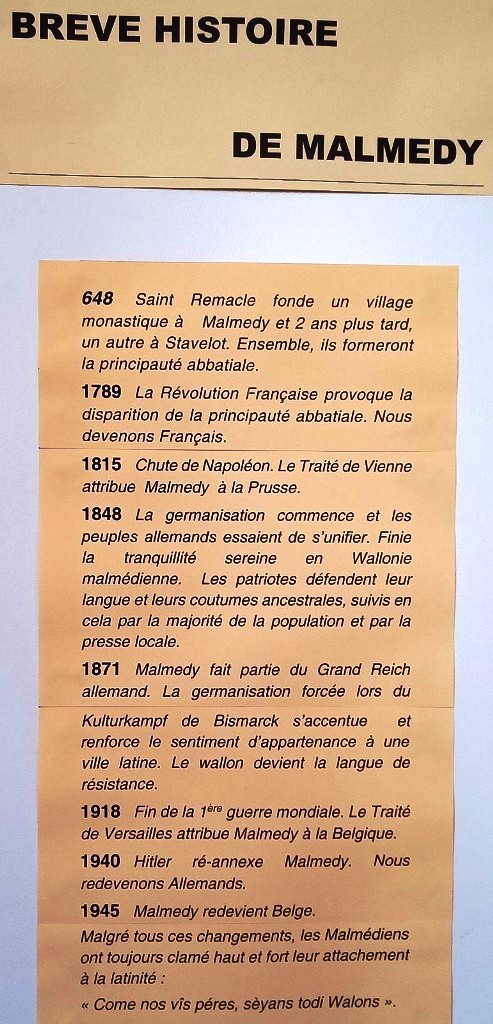 BREVE HISTOIRE
DE MALMEDY
648 Saint Remacle fonde un village
monastique à Malmedy et 2 ans plus tard,
un autre à Stavelot. Ensemble, ils formeront
la principauté abbatiale.
1789 La Révolution Française provoque la
disparition de la principauté abbatiale. Nous
devenons Français.
1815 Chute de Napoléon. Le Traité de Vienne
attribue Malmedy à la Prusse.
1848 La germanisation commence et les
peuples allemands essaient de s'unifier. Finie
la tranquillité sereine en Wallonie
malmédienne. Les patriotes défendent leur
langue et leurs coutumes ancestrales, suivis en
cela par la majorité de la population et par la
presse locale.
1871 Malmedy fait partie du Grand Reich
allemand. La germanisation forcée lors du
Kulturkampf de Bismarck s'accentue et
renforce le sentiment d'appartenance à une
ville latine. Le wallon devient la langue de
résistance.
1918 Fin de la 1ère guerre mondiale. Le Traité
de Versailles attribue Malmedy à la Belgique.
1940 Hitler ré-annexe Malmedy. Nous
redevenons Allemands.
1945 Malmedy redevient Belge.
Malgré tous ces changements, les Malmédiens
ont toujours clamé haut et fort leur attachement
à la latinité :
« Come nos vîs péres, sèyans todi Walons ».